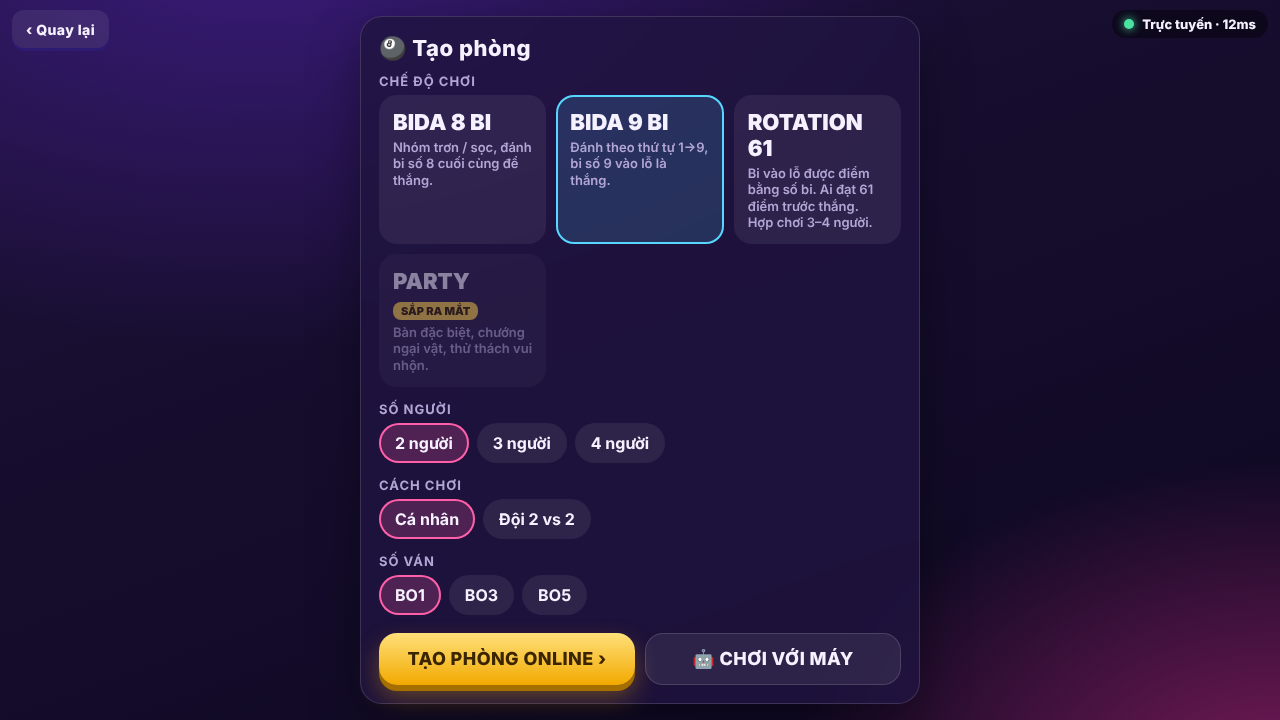 ‹ Quay lại
Trực tuyến · 12ms
Tạo phòng
CHẾ ĐỘ CHƠI
BIDA 8 BI
Nhóm trơn / sọc, đánh
bi số 8 cuối cùng để
thắng.
BIDA 9 BI
Đánh theo thứ tự 1→9,
bi số 9 vào lỗ là
thắng.
ROTATION
61
Bi vào lỗ được điểm
bằng số bi. Ai đạt 61
điểm trước thắng.
Hợp chơi 3–4 người.
PARTY
SẮP RA MẮT
Bàn đặc biệt, chướng
ngại vật, thử thách vui
nhộn.
SỐ NGƯỜI
2 người
3 người
4 người
CÁCH CHƠI
Cá nhân
Đội 2 vs 2
SỐ VÁN
BO1
BO3
BO5
TẠO PHÒNG ONLINE ›
CHƠI VỚI MÁY